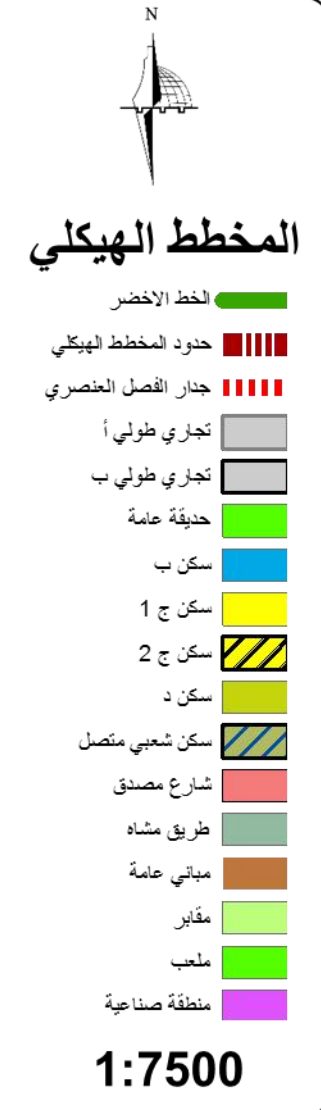 N
المخطط الهيكلي
الخط الاخضر
حدود المخطط الهيكلي
جدار الفصل العنصري
تجاري طولي أ
تجاري طولي ب
حديقة عامة
سكن ب
سكن ج 1
سكن ج 2
سكن د
سكن شعبي متصل
شارع مصدق
طريق مشاه
مباني عامة
مقابر
ملعب
منطقة صناعية
1:7500